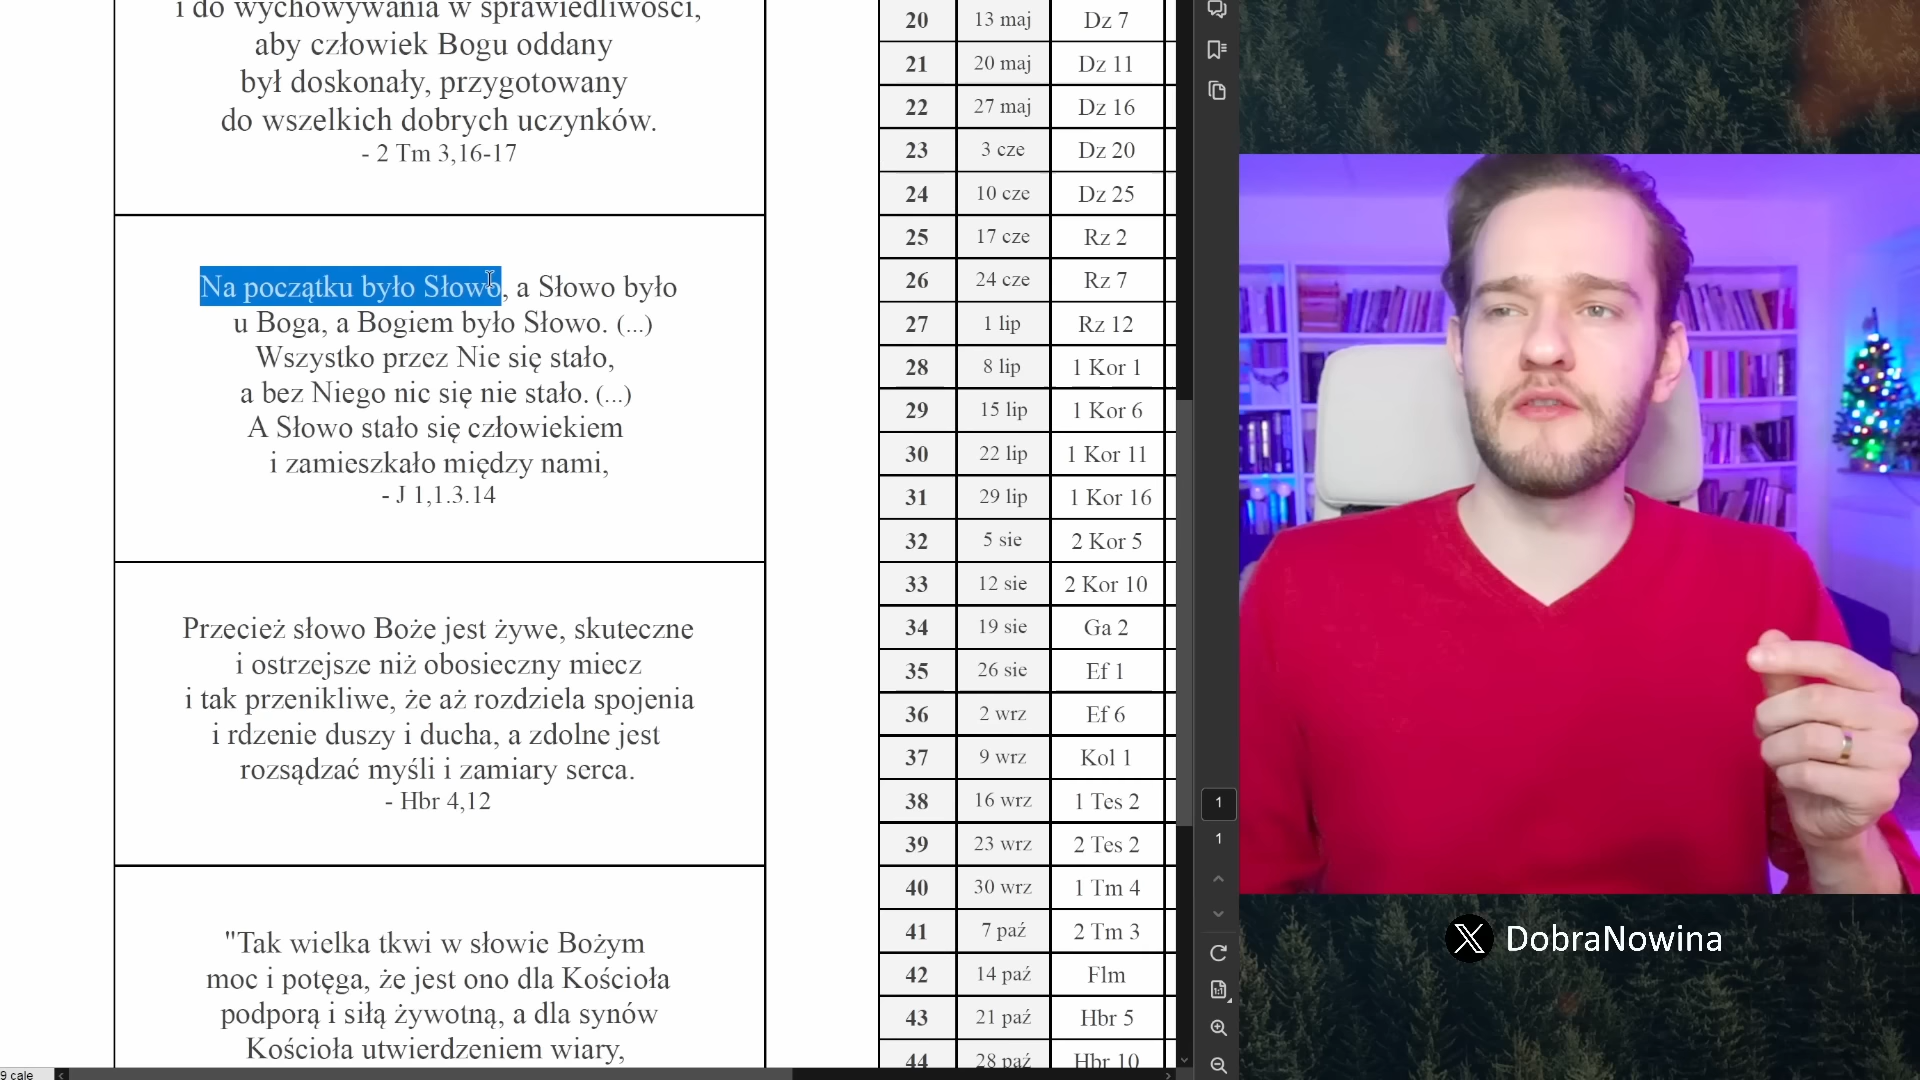 i do wychowywania w sprawiedliwości,
aby człowiek Bogu oddany
był doskonały, przygotowany
do wszelkich dobrych uczynków.
- 2 Tm 3,16-17
Na początku było Słowo, a Słowo było
u Boga, a Bogiem było Słowo. (...)
Wszystko przez Nie się stało,
a bez Niego nic się nie stało. (...)
A Słowo stało się człowiekiem
i zamieszkało między nami,
- J 1,1.3.14
Przecież słowo Boże jest żywe, skuteczne
i ostrzejsze niż obosieczny miecz
i tak przenikliwe, że aż rozdziela spojenia
i rdzenie duszy i ducha, a zdolne jest
rozsądzać myśli i zamiary serca.
- Hbr 4,12
"Tak wielka tkwi w słowie Bożym
moc i potęga, że jest ono dla Kościoła
podporą i siłą żywotną, a dla synów
Kościoła utwierdzeniem wiary,
9 cale
20 13 maj Dz 7
21 20 maj Dz 11
22 27 maj Dz 16
23 3 cze Dz 20
24 10 cze Dz 25
25 17 cze Rz 2
26 24 cze Rz 7
27 1 lip Rz 12
28 8 lip 1 Kor 1
29 15 lip 1 Kor 6
30 22 lip 1 Kor 11
31 29 lip 1 Kor 16
32 5 sie 2 Kor 5
33 12 sie 2 Kor 10
34 19 sie Ga 2
35 26 sie Ef 1
36 2 wrz Ef 6
37 9 wrz Kol 1
38 16 wrz 1 Tes 2
39 23 wrz 2 Tes 2
40 30 wrz 1 Tm 4
41 7 paź 2 Tm 3
42 14 paź Flm
43 21 paź Hbr 5
44 28 paź Hbr 10
1
1
DobraNowina